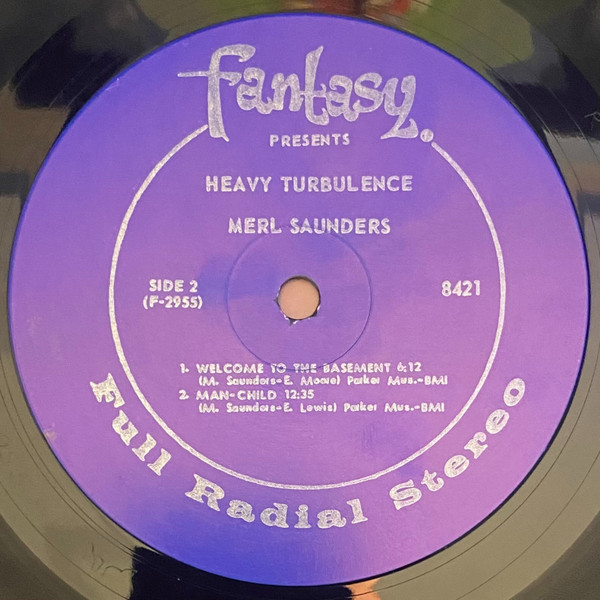 fantasy®
PRESENTS
HEAVY TURBULENCE
MERL SAUNDERS
SIDE 2
(F-2955)
8421
1. WELCOME TO THE BASEMENT 6:12
(M. Saunders-E. Moore) Parker Mus.-BMI
2. MAN-CHILD 12:35
(M. Saunders-E. Lewis) Parker Mus.-BMI
Full Radial Stereo